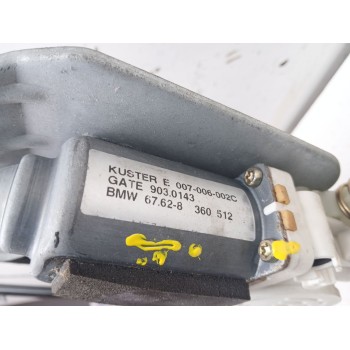 KUSTER E 007-006-002C
GATE 903.0143
BMW 67.62-8 360 512